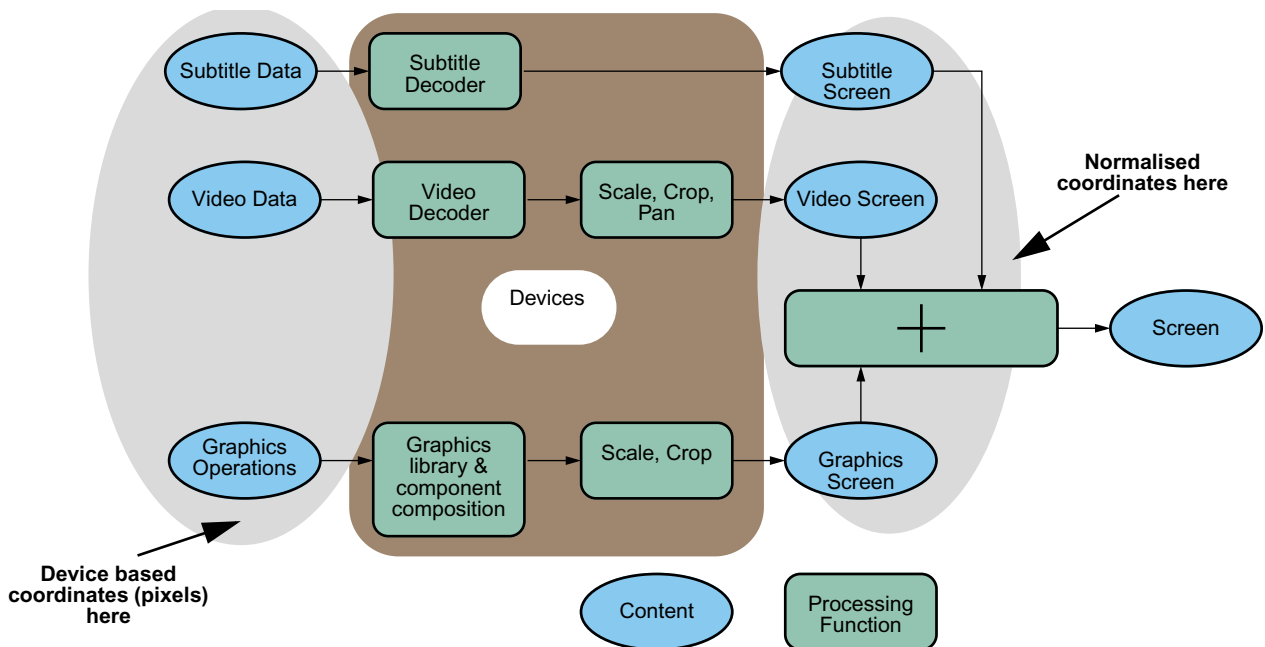 Subtitle Data
Subtitle
Decoder
Subtitle
Screen
Normalised
coordinates here
Video Data
Video
Decoder
Scale, Crop,
Pan
Video Screen
Devices
+
Screen
Graphics
Operations
Graphics
library &
component
composition
Scale, Crop
Graphics
Screen
Device based
coordinates (pixels)
here
Content
Processing
Function